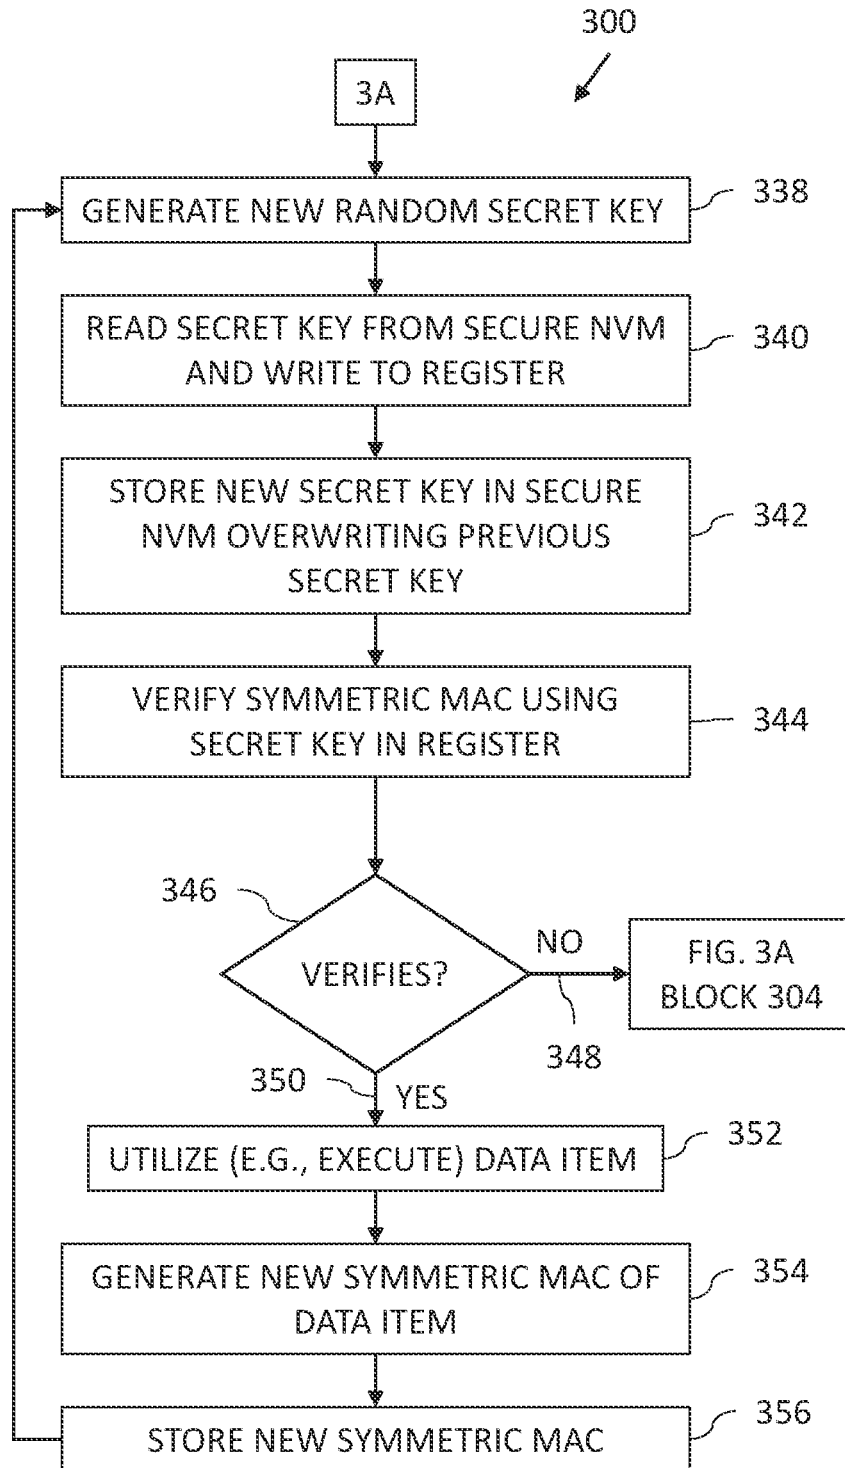 300
3A
GENERATE NEW RANDOM SECRET KEY
338
READ SECRET KEY FROM SECURE NVM
AND WRITE TO REGISTER
340
STORE NEW SECRET KEY IN SECURE
NVM OVERWRITING PREVIOUS
SECRET KEY
342
VERIFY SYMMETRIC MAC USING
SECRET KEY IN REGISTER
344
346
VERIFIES?
NO
348
FIG. 3A
BLOCK 304
350
YES
UTILIZE (E.G., EXECUTE) DATA ITEM
352
GENERATE NEW SYMMETRIC MAC OF
DATA ITEM
354
STORE NEW SYMMETRIC MAC
356